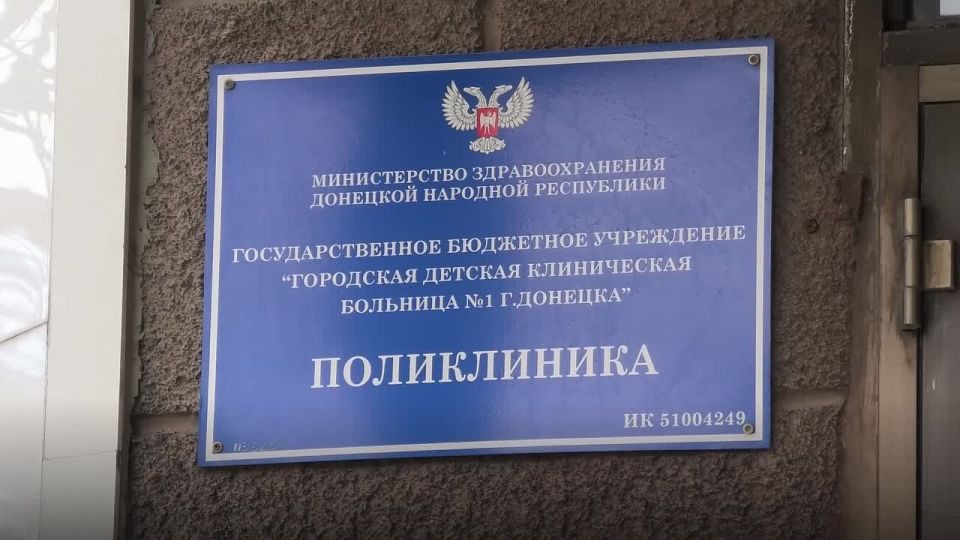 МИНИСТЕРСТВО ЗДРАВООХРАНЕНИЯ
ДОНЕЦКОЙ НАРОДНОЙ РЕСПУБЛИКИ
ГОСУДАРСТВЕННОЕ БЮДЖЕТНОЕ УЧРЕЖДЕНИЕ
“ГОРОДСКАЯ ДЕТСКАЯ КЛИНИЧЕСКАЯ
БОЛЬНИЦА №1 Г.ДОНЕЦКА”
ПОЛИКЛИНИКА
ИК 51004249